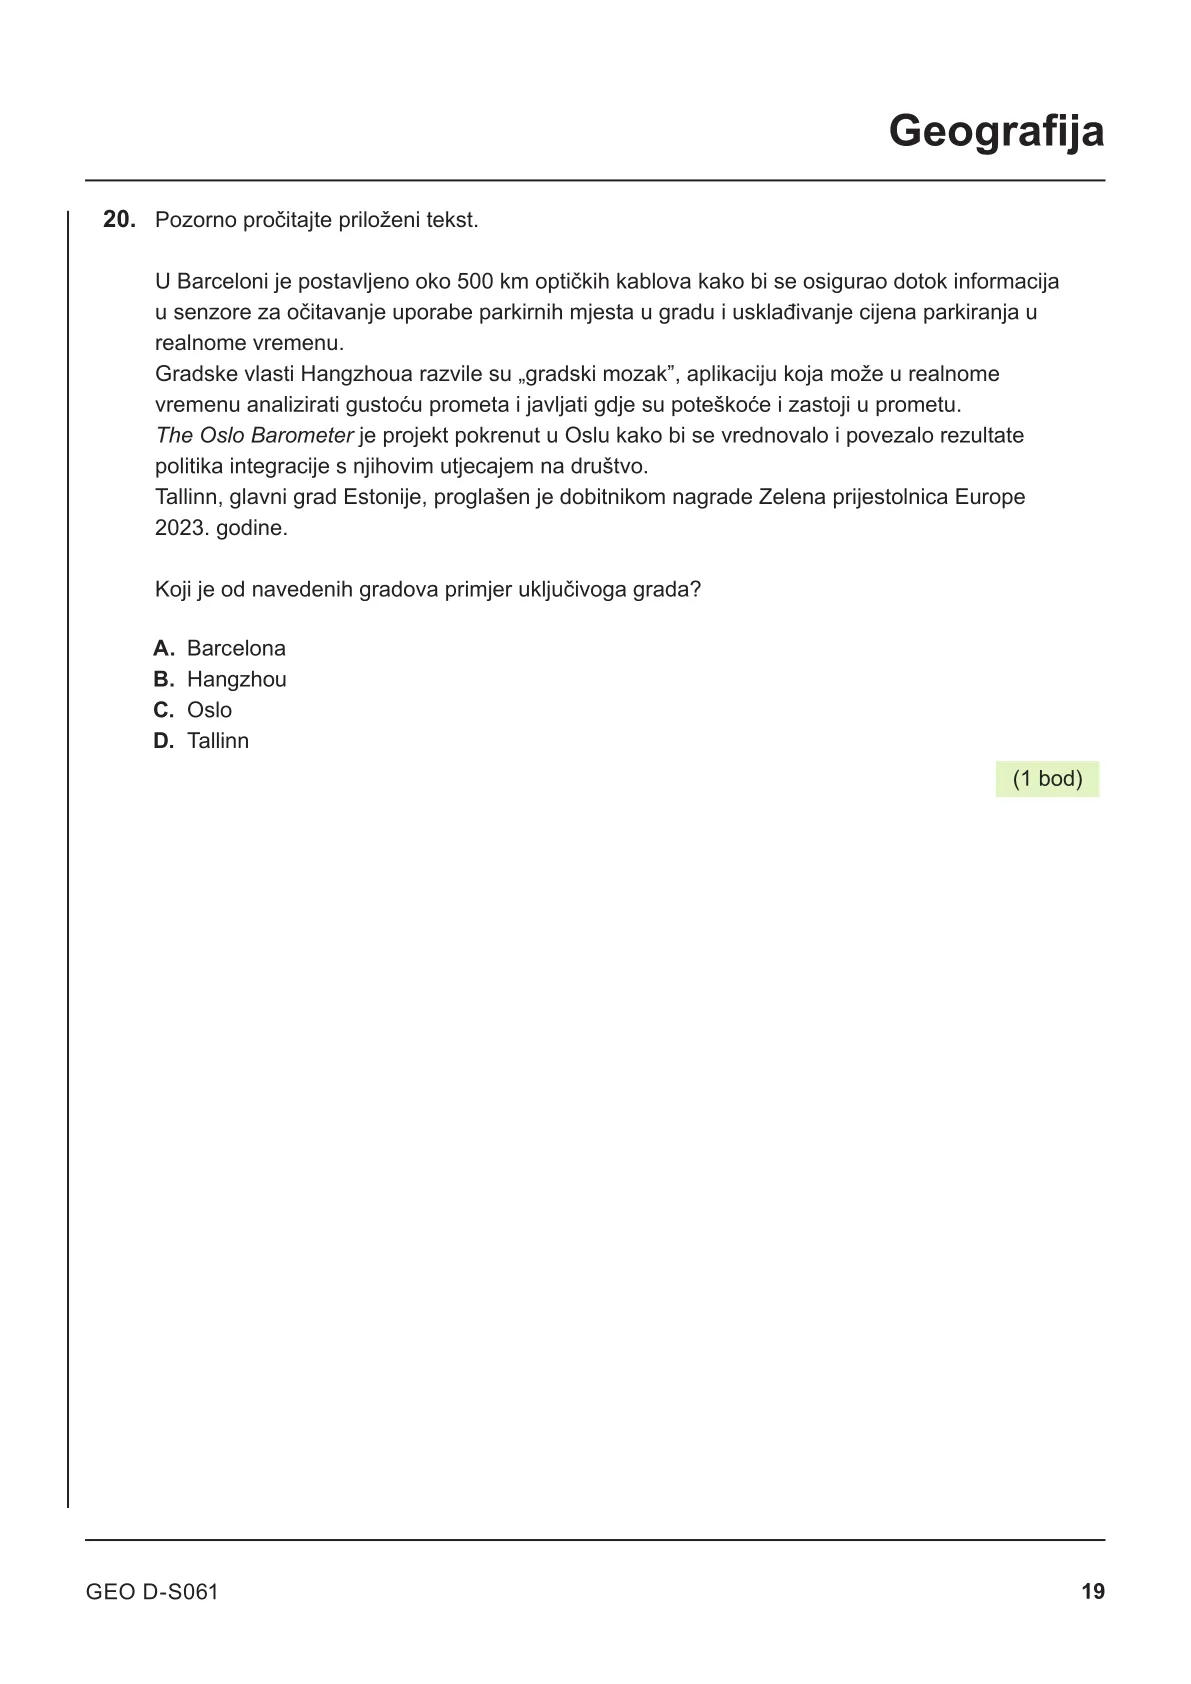 Geografija
20. Pozorno pročitajte priloženi tekst.
U Barceloni je postavljeno oko 500 km optičkih kablova kako bi se osigurao dotok informacija
u senzore za očitavanje uporabe parkirnih mjesta u gradu i usklađivanje cijena parkiranja u
realnome vremenu.
Gradske vlasti Hangzhoua razvile su „gradski mozak”, aplikaciju koja može u realnome
vremenu analizirati gustoću prometa i javljati gdje su poteškoće i zastoji u prometu.
The Oslo Barometer je projekt pokrenut u Oslu kako bi se vrednovalo i povezalo rezultate
politika integracije s njihovim utjecajem na društvo.
Tallinn, glavni grad Estonije, proglašen je dobitnikom nagrade Zelena prijestolnica Europe
2023. godine.
Koji je od navedenih gradova primjer uključivoga grada?
A. Barcelona
B. Hangzhou
C. Oslo
D. Tallinn
(1 bod)
GEO D-S061
19